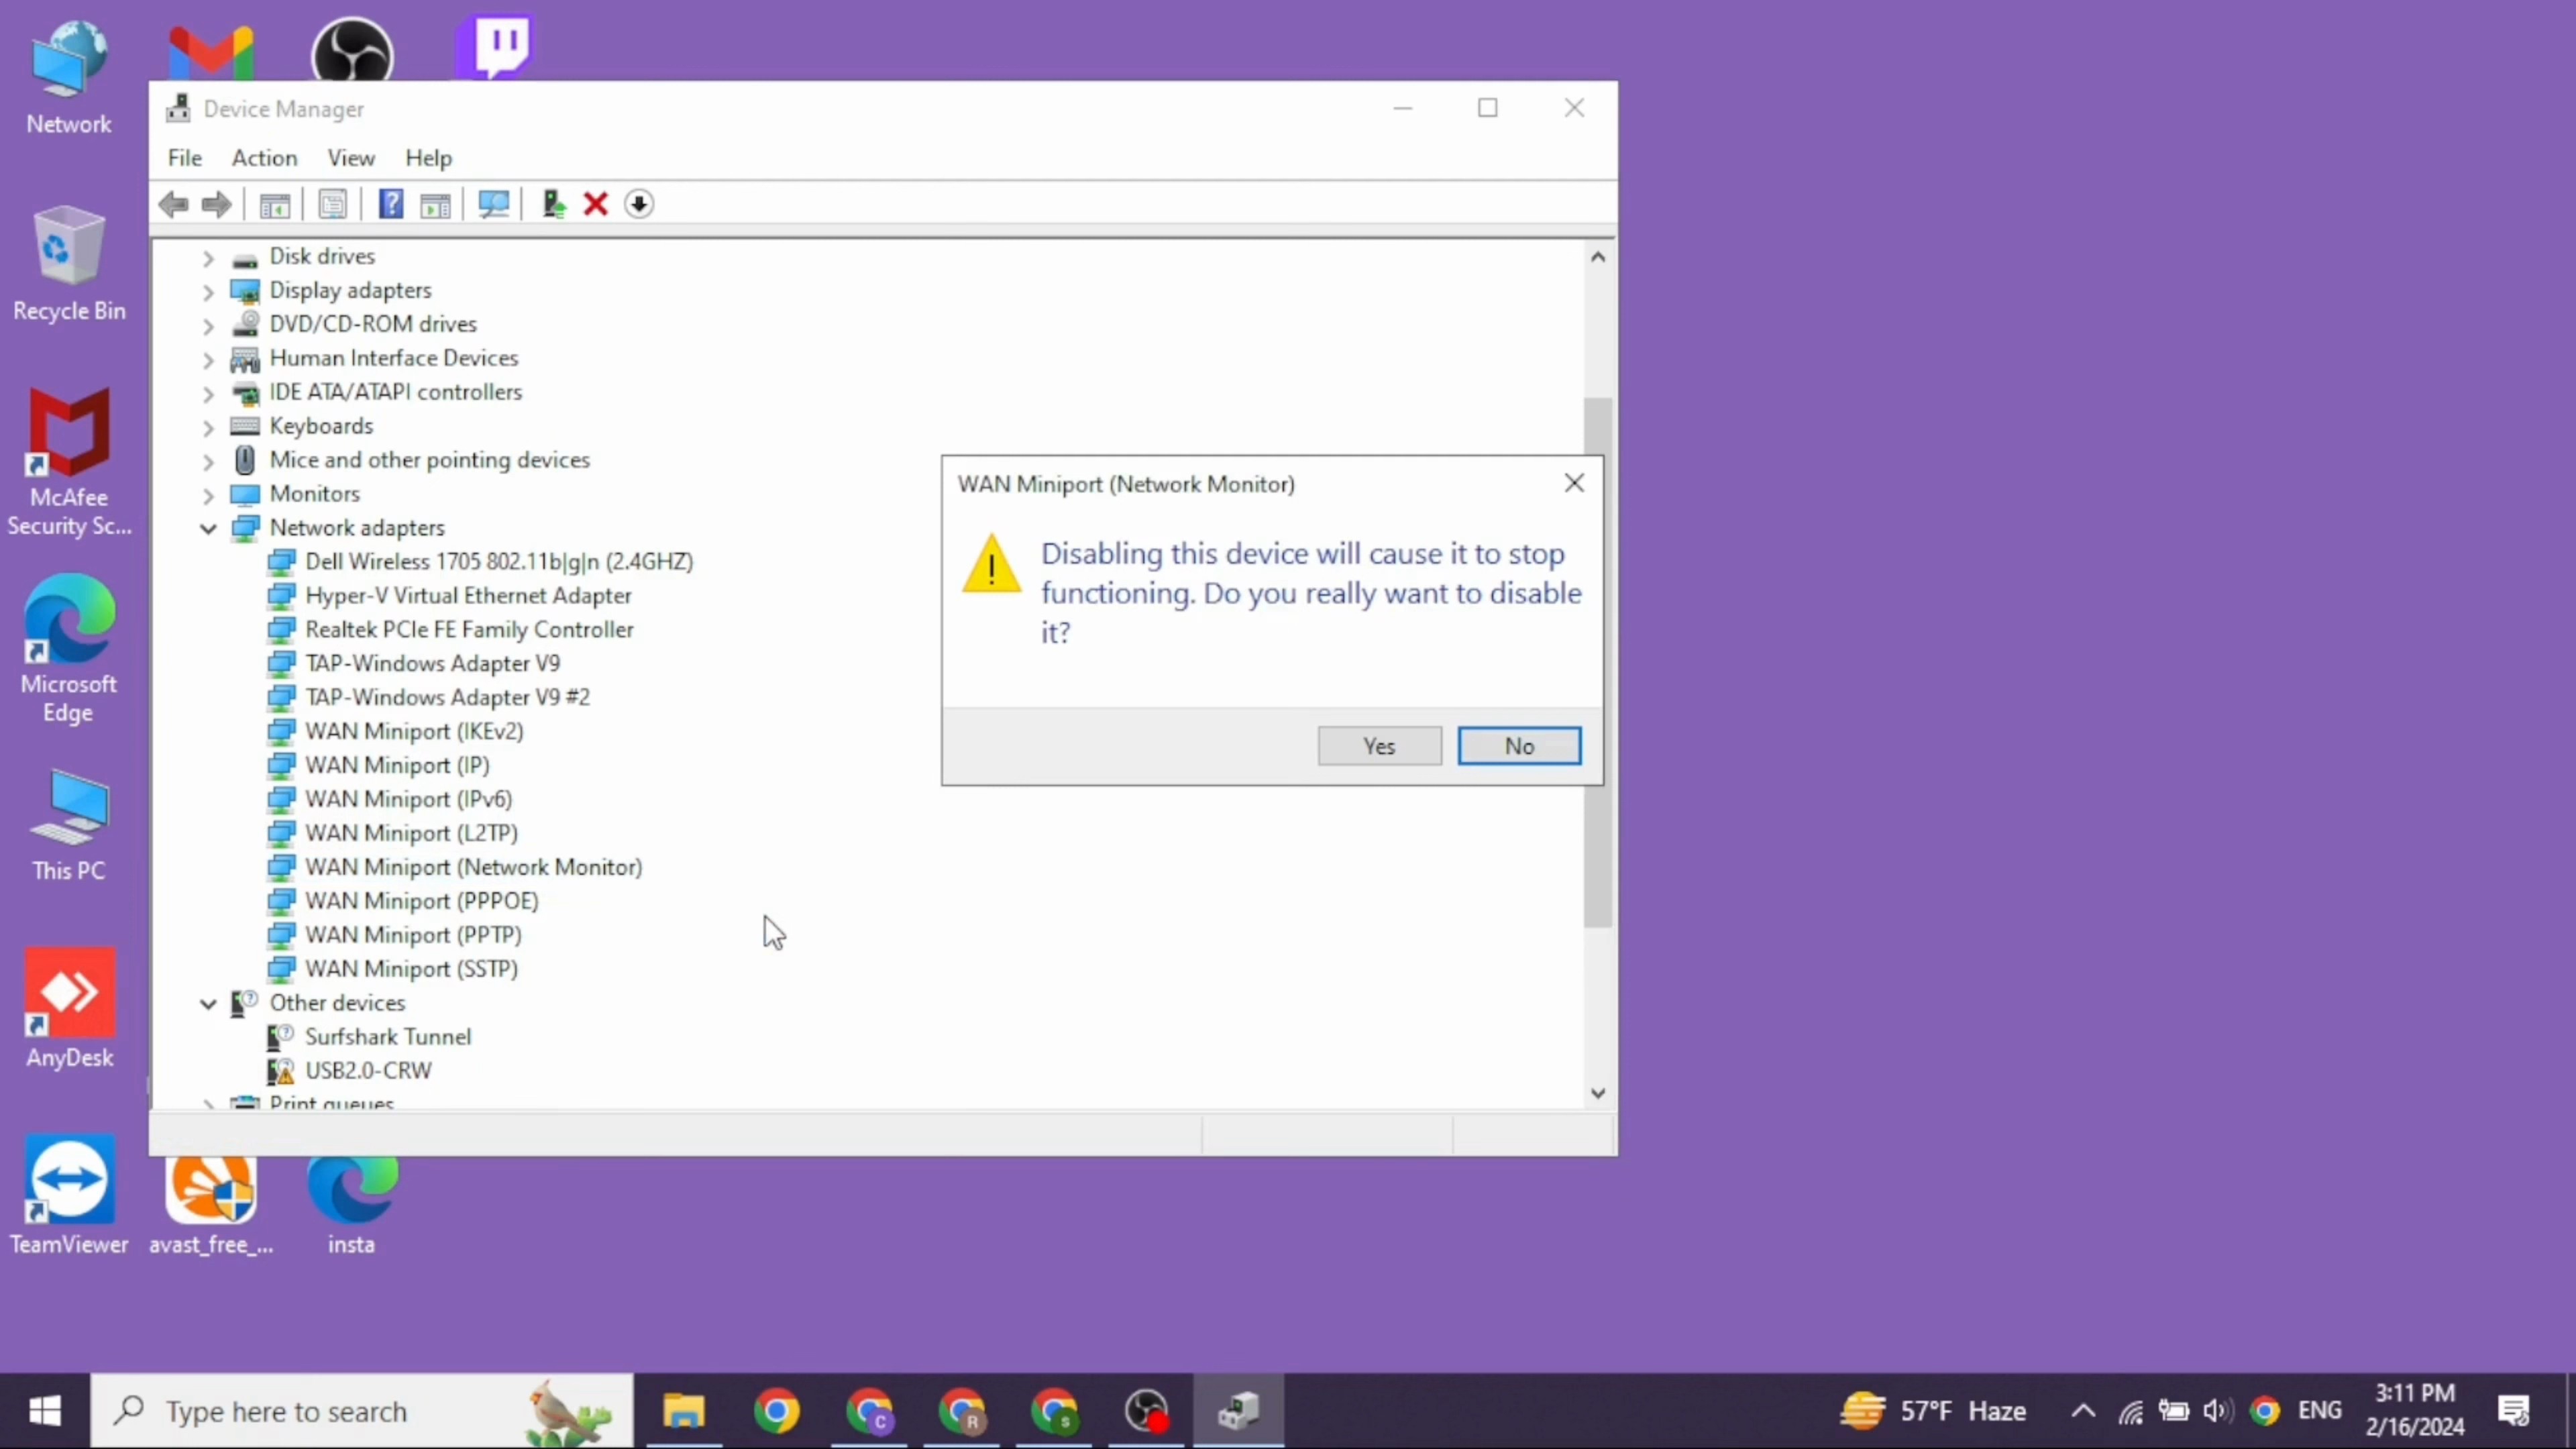 Network
Recycle Bin
McAfee
Security Sc...
Microsoft
Edge
This PC
AnyDesk
TeamViewer
avast_free_...
insta
Device Manager
File Action View Help
Disk drives
Display adapters
DVD/CD-ROM drives
Human Interface Devices
IDE ATA/ATAPI controllers
Keyboards
Mice and other pointing devices
Monitors
Network adapters
Dell Wireless 1705 802.11b|g|n (2.4GHZ)
Hyper-V Virtual Ethernet Adapter
Realtek PCIe FE Family Controller
TAP-Windows Adapter V9
TAP-Windows Adapter V9 #2
WAN Miniport (IKEv2)
WAN Miniport (IP)
WAN Miniport (IPv6)
WAN Miniport (L2TP)
WAN Miniport (Network Monitor)
WAN Miniport (PPPOE)
WAN Miniport (PPTP)
WAN Miniport (SSTP)
Other devices
Surfshark Tunnel
USB2.0-CRW
Print queues
WAN Miniport (Network Monitor)
Disabling this device will cause it to stop
functioning. Do you really want to disable
it?
Yes No
Type here to search
C
R
s
57°F Haze
ENG
3:11 PM
2/16/2024